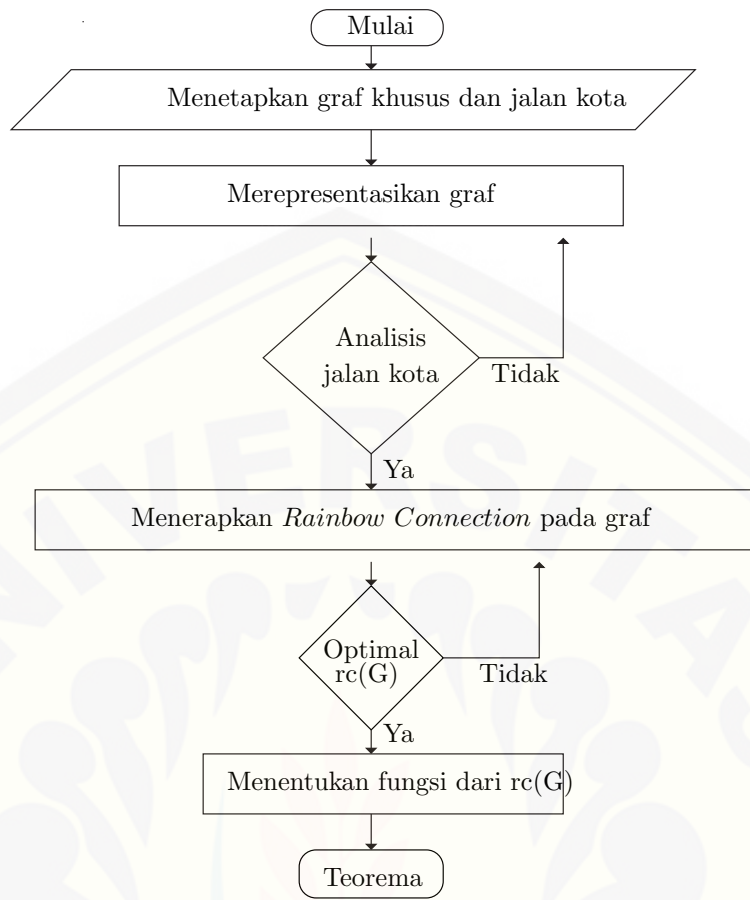 Mulai
Menetapkan graf khusus dan jalan kota
Merepresentasikan graf
Analisis
jalan kota
Tidak
Ya
Menerapkan Rainbow Connection pada graf
Optimal
rc(G)
Tidak
Ya
Menentukan fungsi dari rc(G)
Teorema